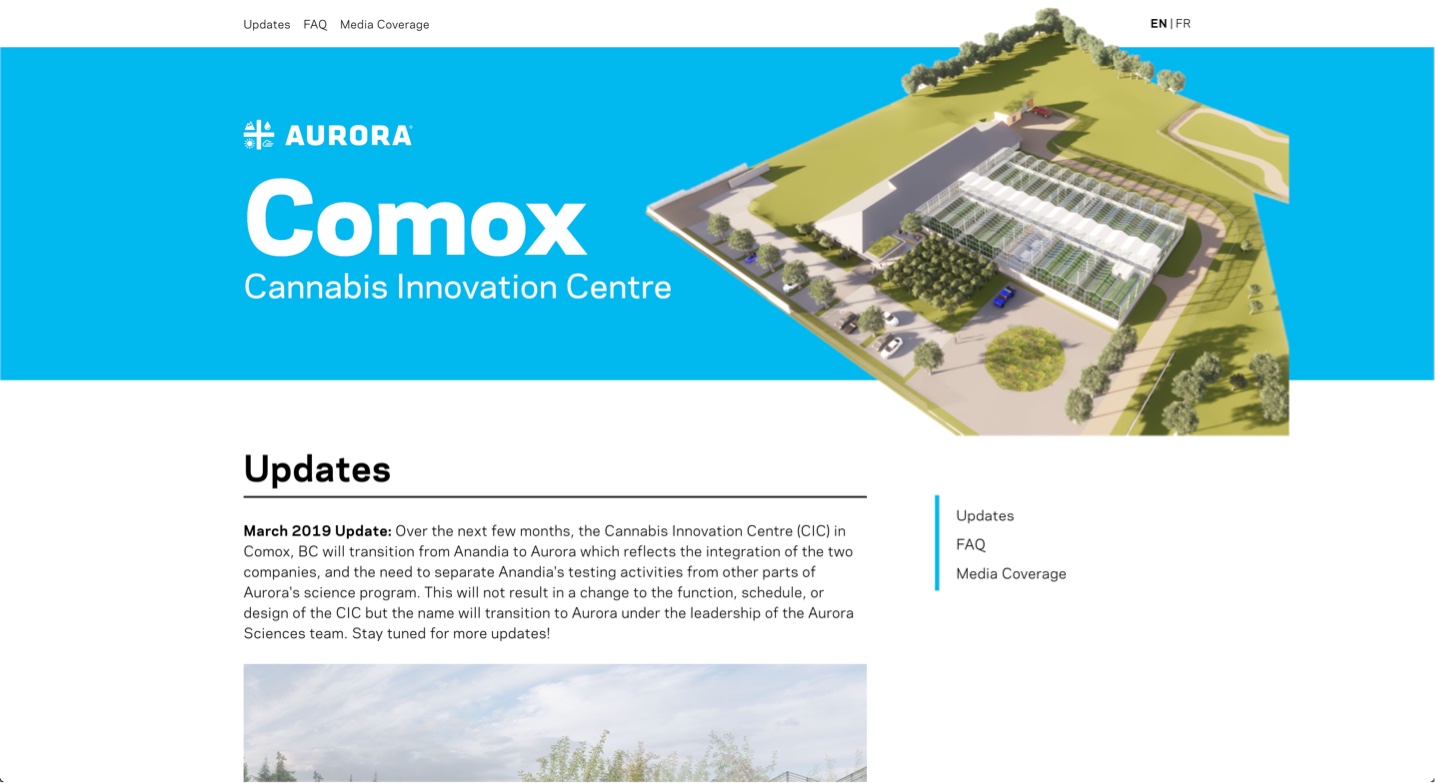 Updates FAQ Media Coverage EN | FR
AURORA
Comox
Cannabis Innovation Centre
Updates
March 2019 Update: Over the next few months, the Cannabis Innovation Centre (CIC) in
Comox, BC will transition from Anandia to Aurora which reflects the integration of the two
companies, and the need to separate Anandia's testing activities from other parts of
Aurora's science program. This will not result in a change to the function, schedule, or
design of the CIC but the name will transition to Aurora under the leadership of the Aurora
Sciences team. Stay tuned for more updates!
Updates
FAQ
Media Coverage